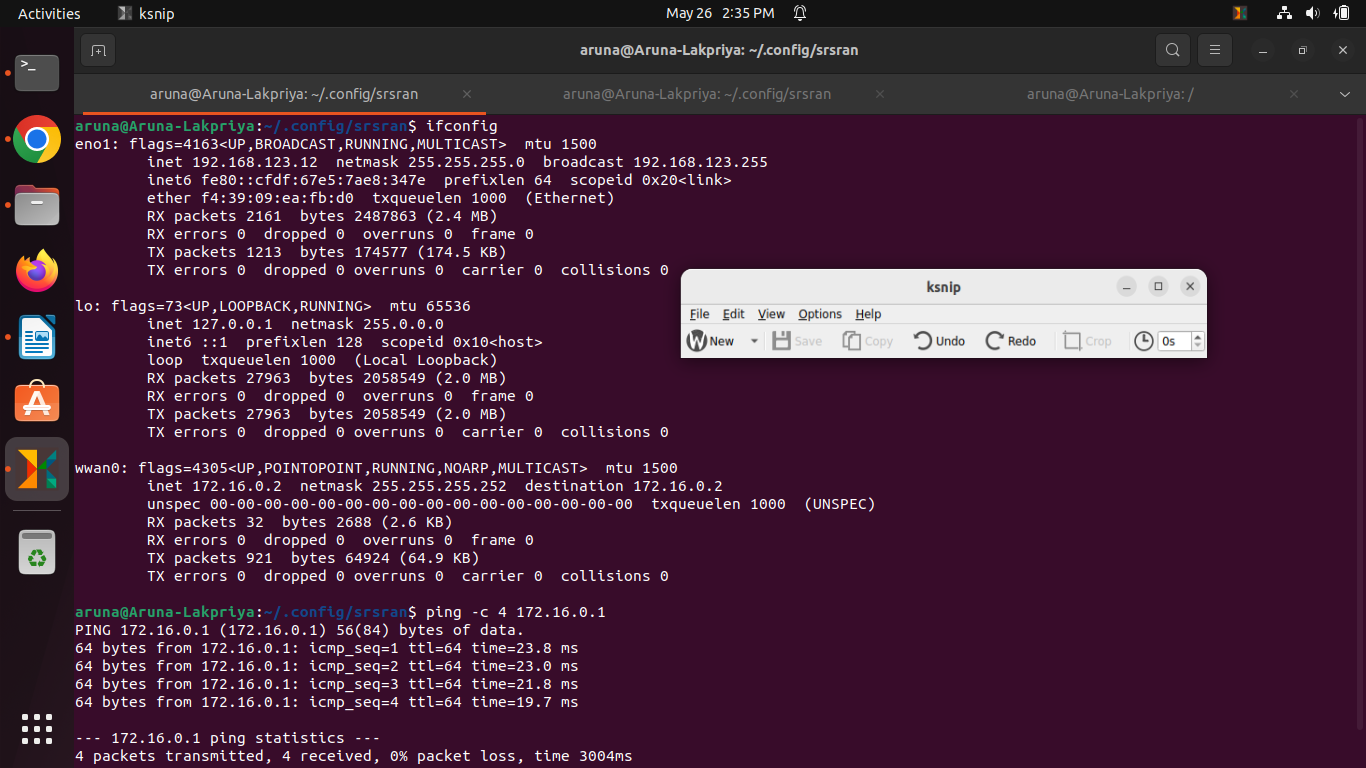 Activities
ksnip
May 26 2:35 PM
aruna@Aruna-Lakpriya: ~/.config/srsran
aruna@Aruna-Lakpriya: ~/.config/srsran
aruna@Aruna-Lakpriya: ~/.config/srsran
aruna@Aruna-Lakpriya: /
aruna@Aruna-Lakpriya:~/.config/srsran$ ifconfig
eno1: flags=4163<UP,BROADCAST,RUNNING,MULTICAST>  mtu 1500
        inet 192.168.123.12  netmask 255.255.255.0  broadcast 192.168.123.255
        inet6 fe80::cfdf:67e5:7ae8:347e  prefixlen 64  scopeid 0x20<link>
        ether f4:39:09:ea:fb:d0  txqueuelen 1000  (Ethernet)
        RX packets 2161  bytes 2487863 (2.4 MB)
        RX errors 0  dropped 0  overruns 0  frame 0
        TX packets 1213  bytes 174577 (174.5 KB)
        TX errors 0  dropped 0 overruns 0  carrier 0  collisions 0
lo: flags=73<UP,LOOPBACK,RUNNING>  mtu 65536
        inet 127.0.0.1  netmask 255.0.0.0
        inet6 ::1  prefixlen 128  scopeid 0x10<host>
        loop  txqueuelen 1000  (Local Loopback)
        RX packets 27963  bytes 2058549 (2.0 MB)
        RX errors 0  dropped 0  overruns 0  frame 0
        TX packets 27963  bytes 2058549 (2.0 MB)
        TX errors 0  dropped 0 overruns 0  carrier 0  collisions 0
wwan0: flags=4305<UP,POINTOPOINT,RUNNING,NOARP,MULTICAST>  mtu 1500
        inet 172.16.0.2  netmask 255.255.255.252  destination 172.16.0.2
        unspec 00-00-00-00-00-00-00-00-00-00-00-00-00-00-00-00  txqueuelen 1000  (UNSPEC)
        RX packets 32  bytes 2688 (2.6 KB)
        RX errors 0  dropped 0  overruns 0  frame 0
        TX packets 921  bytes 64924 (64.9 KB)
        TX errors 0  dropped 0 overruns 0  carrier 0  collisions 0
aruna@Aruna-Lakpriya:~/.config/srsran$ ping -c 4 172.16.0.1
PING 172.16.0.1 (172.16.0.1) 56(84) bytes of data.
64 bytes from 172.16.0.1: icmp_seq=1 ttl=64 time=23.8 ms
64 bytes from 172.16.0.1: icmp_seq=2 ttl=64 time=23.0 ms
64 bytes from 172.16.0.1: icmp_seq=3 ttl=64 time=21.8 ms
64 bytes from 172.16.0.1: icmp_seq=4 ttl=64 time=19.7 ms
--- 172.16.0.1 ping statistics ---
4 packets transmitted, 4 received, 0% packet loss, time 3004ms
ksnip
File Edit View Options Help
New Save Copy Undo Redo Crop 0s